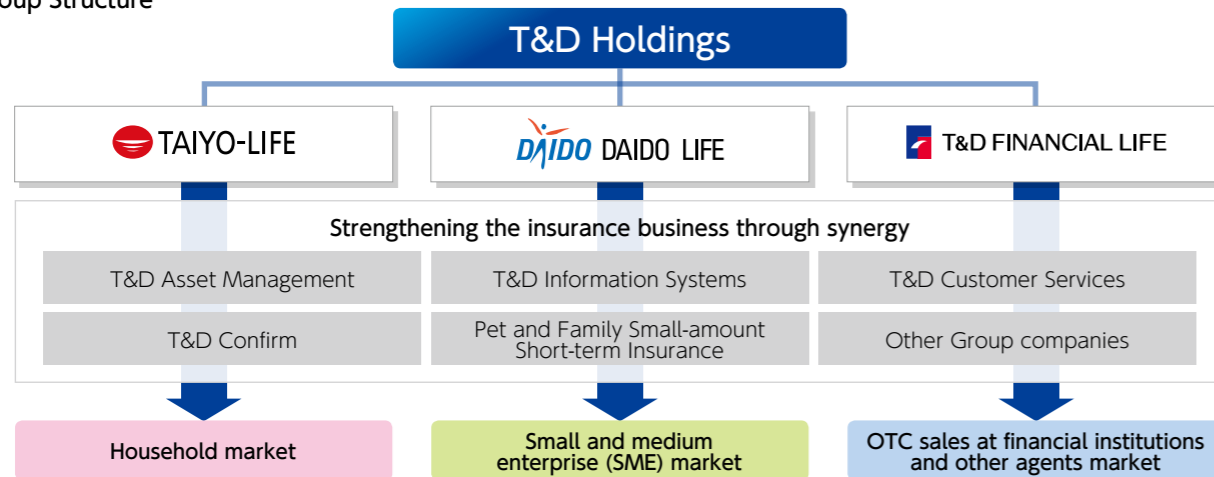 oup Structure
T&D Holdings
TAIYO-LIFE
DAIDO DAIDO LIFE
T&D FINANCIAL LIFE
Strengthening the insurance business through synergy
T&D Asset Management
T&D Information Systems
T&D Customer Services
T&D Confirm
Pet and Family Small-amount
Short-term Insurance
Other Group companies
Household market
Small and medium
enterprise (SME) market
OTC sales at financial institutions
and other agents market